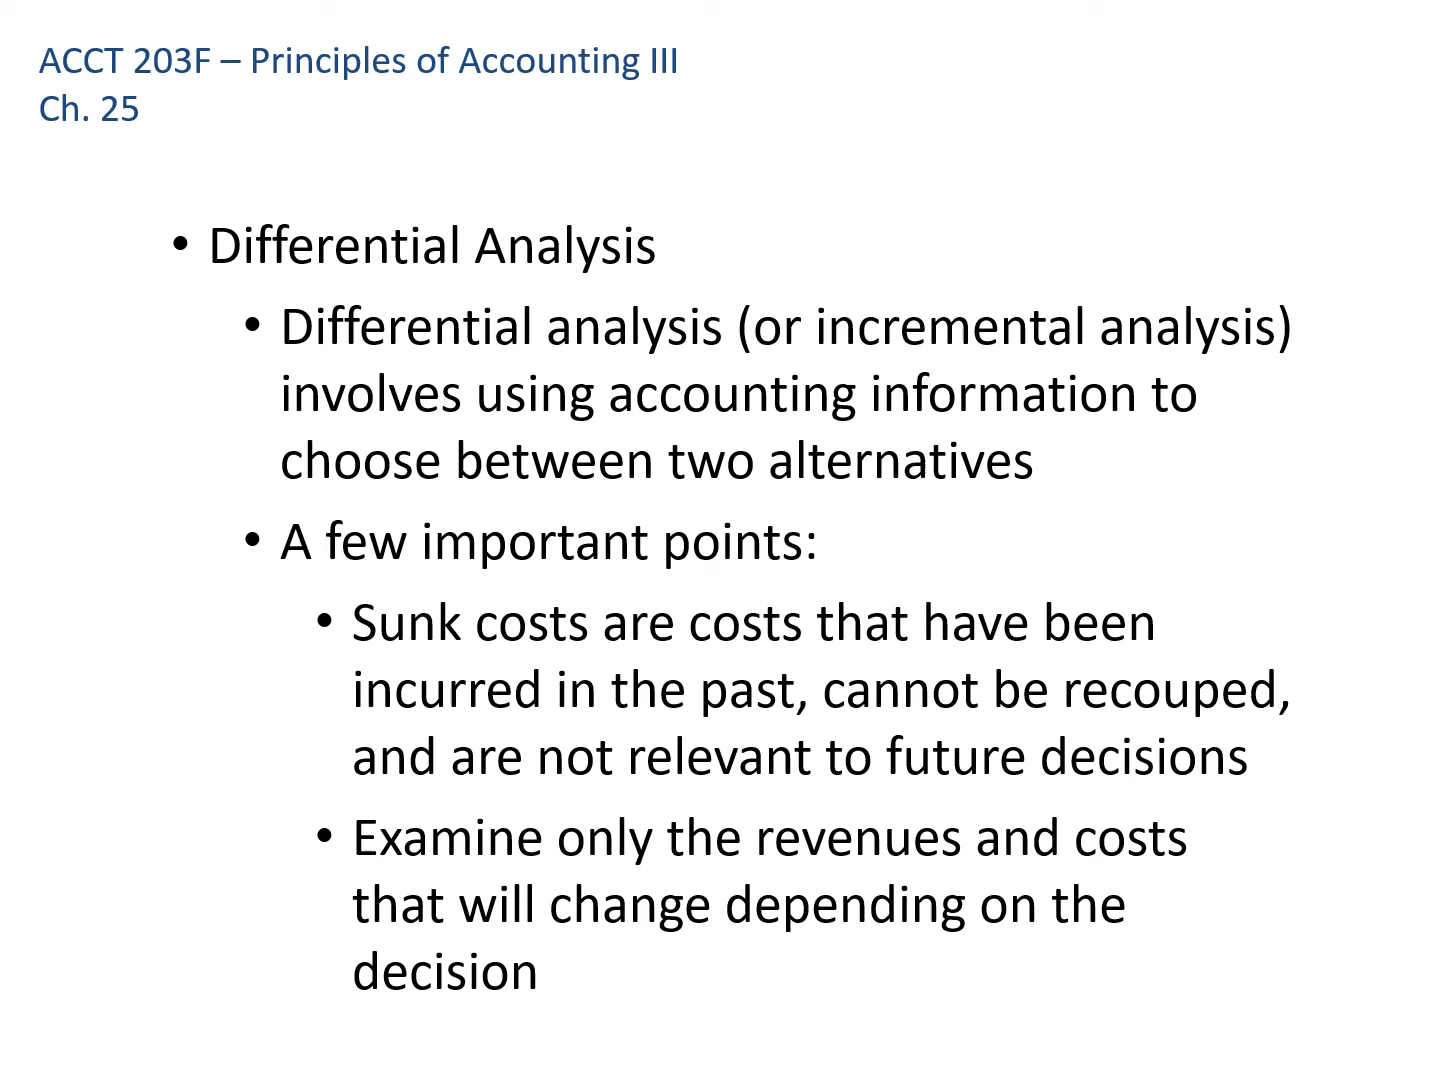 ACCT 203F – Principles of Accounting III
Ch. 25
• Differential Analysis
• Differential analysis (or incremental analysis)
involves using accounting information to
choose between two alternatives
• A few important points:
• Sunk costs are costs that have been
incurred in the past, cannot be recouped,
and are not relevant to future decisions
• Examine only the revenues and costs
that will change depending on the
decision